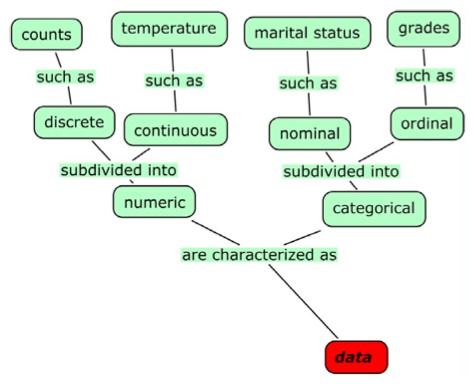 counts
temperature
marital status
grades
such as
such as
such as
such as
discrete
continuous
nominal
ordinal
subdivided into
subdivided into
numeric
categorical
are characterized as
data